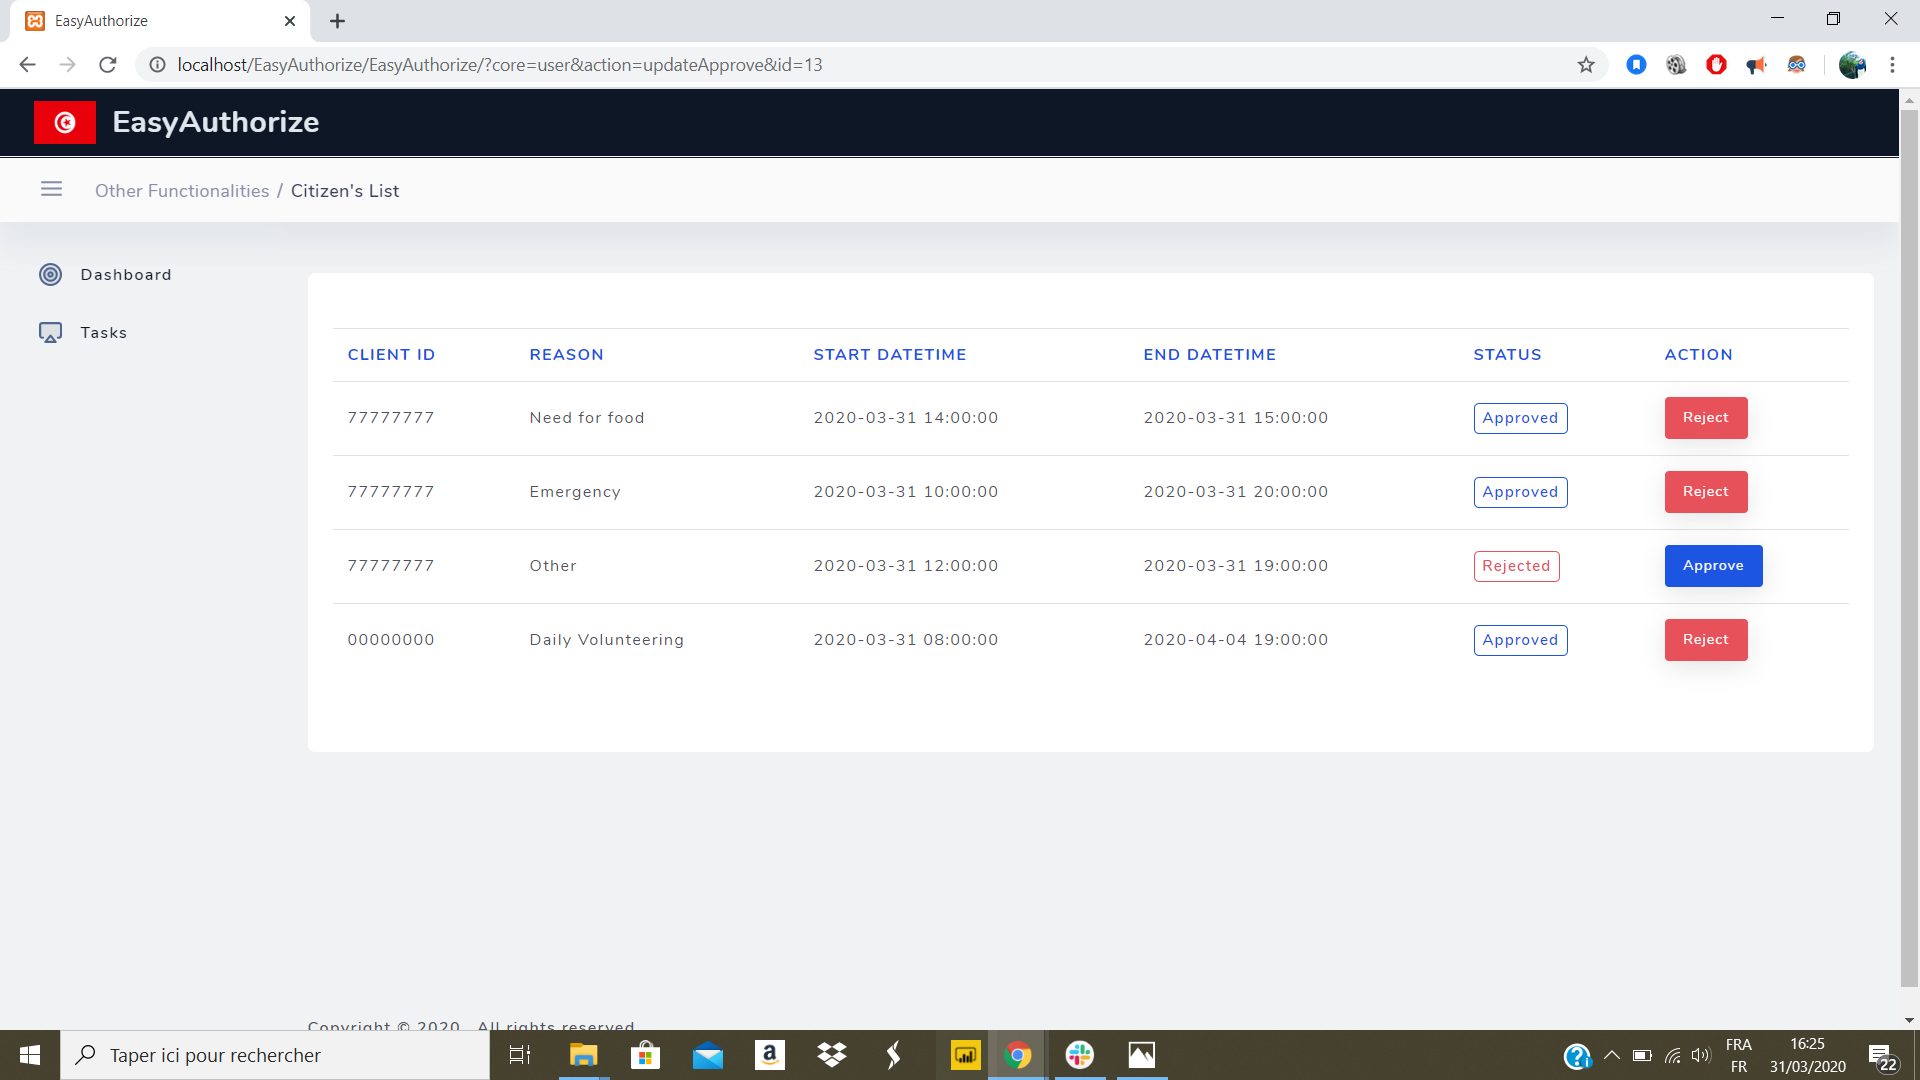 EasyAuthorize
localhost/EasyAuthorize/EasyAuthorize/?core=user&action=updateApprove&id=13
EasyAuthorize
Other Functionalities / Citizen's List
Dashboard
Tasks
CLIENT ID REASON START DATETIME END DATETIME STATUS ACTION
77777777 Need for food 2020-03-31 14:00:00 2020-03-31 15:00:00 Approved Reject
77777777 Emergency 2020-03-31 10:00:00 2020-03-31 20:00:00 Approved Reject
77777777 Other 2020-03-31 12:00:00 2020-03-31 19:00:00 Rejected Approve
00000000 Daily Volunteering 2020-03-31 08:00:00 2020-04-04 19:00:00 Approved Reject
Copyright © 2020 All rights reserved
Taper ici pour rechercher
FRA
FR
16:25
31/03/2020
22